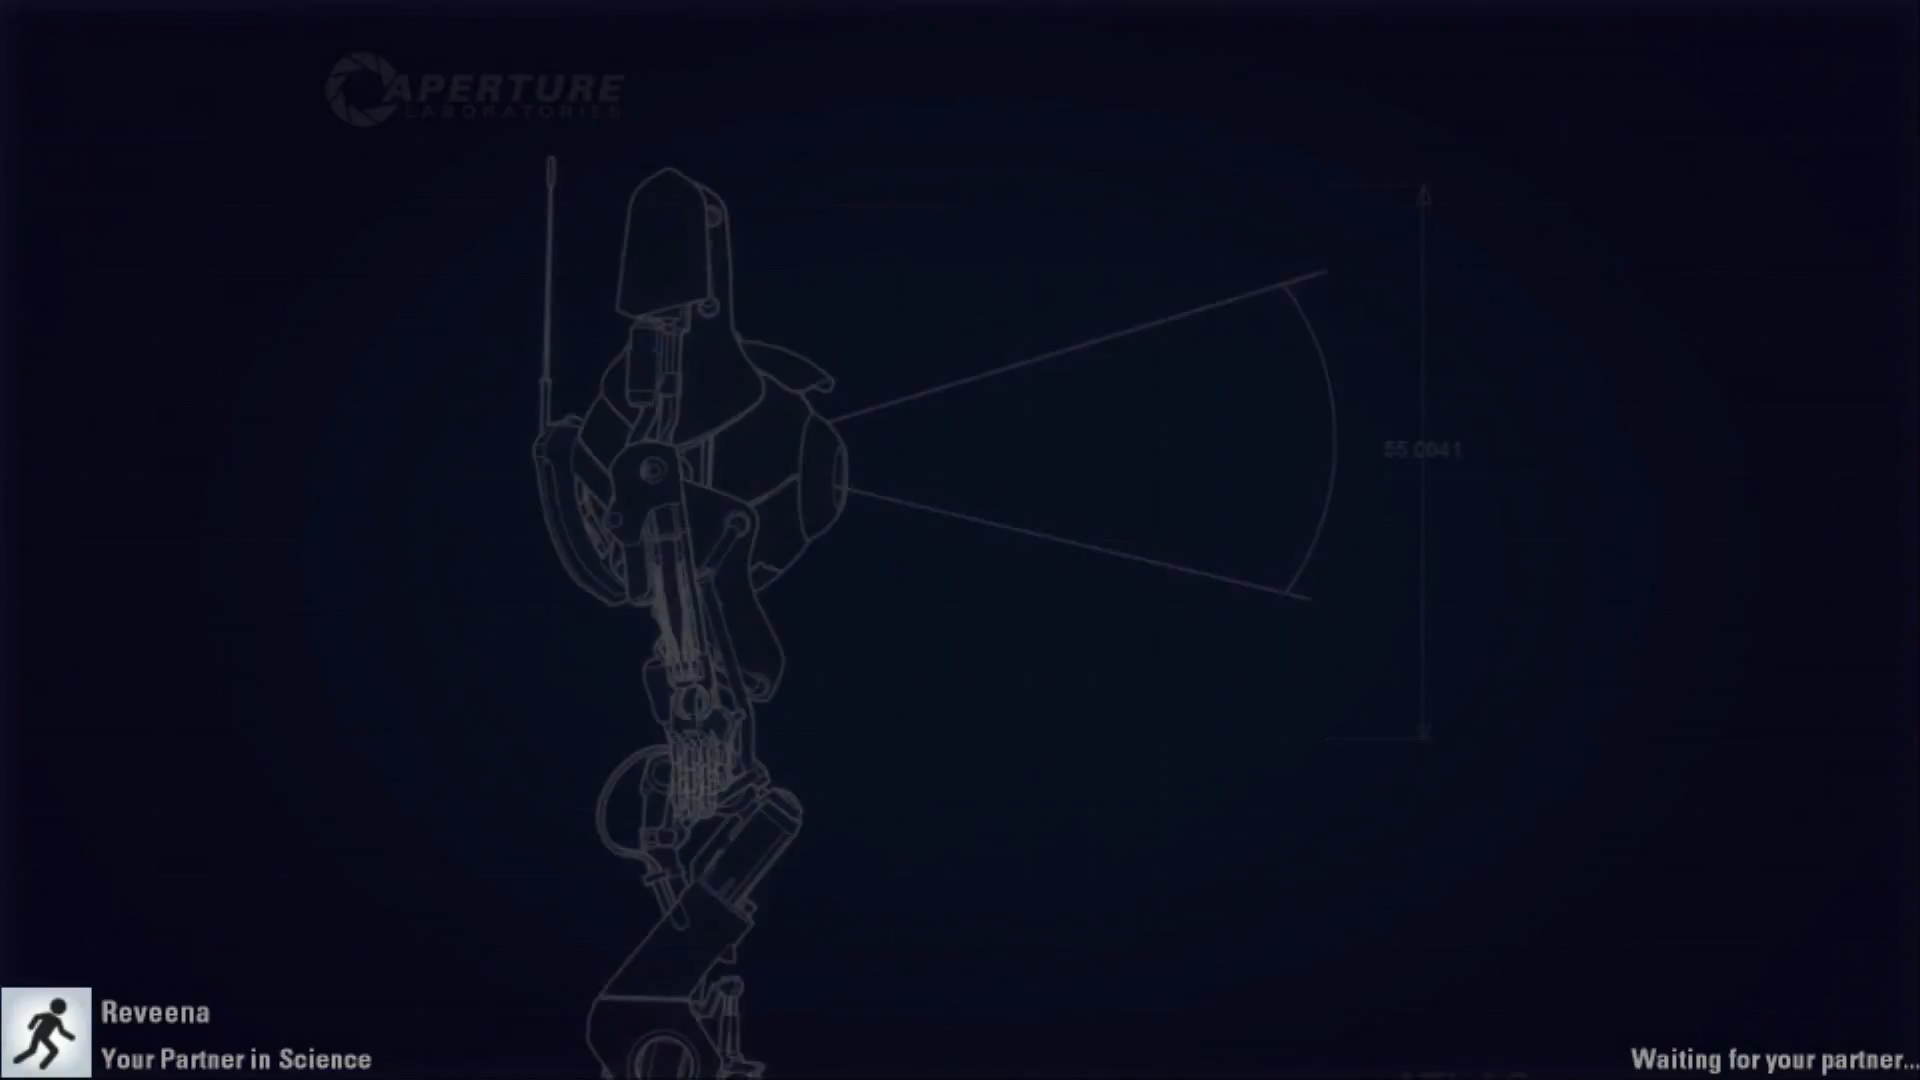 APERTURE
LABORATORIES
55.0041
Reveena
Your Partner in Science
Waiting for your partner...